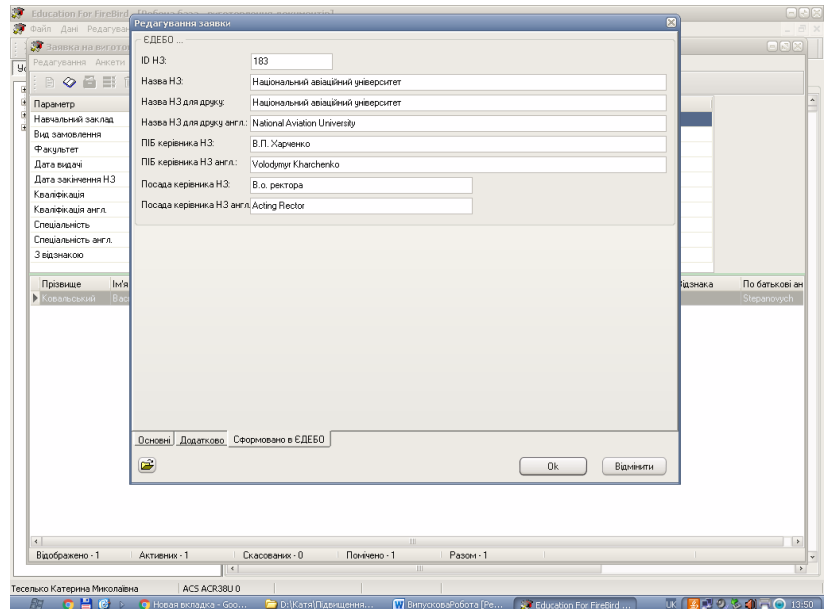 Education For FireBird
Редагування заявки
Файл Дані Редагуван
Заявка на вигото
Редагування Анкети
ЄДЕБО ...
ID НЗ: 183
Назва НЗ: Національний авіаційний університет
Назва НЗ для друку: Національний авіаційний університет
Назва НЗ для друку англ.: National Aviation University
ПІБ керівника НЗ: В.П. Харченко
ПІБ керівника НЗ англ.: Volodymyr Kharchenko
Посада керівника НЗ: В.о. ректора
Посада керівника НЗ англ. Acting Rector
Параметр
Навчальний заклад
Вид замовлення
Факультет
Дата видачі
Дата закінчення НЗ
Кваліфікація
Кваліфікація англ.
Спеціальність
Спеціальність англ.
З відзнакою
Прізвище Ім'я ідзнака По батькові ан
Ковальський Вас Stepanovych
Основні Додатково Сформовано в ЄДЕБО
Ok Відмінити
Відображено - 1 Активних - 1 Скасованих - 0 Помічено - 1 Разом - 1
Теселько Катерина Миколаївна ACS ACR38U 0
Новая вкладка - Goo... D:\Катя\Підвищення... ВипусковаРобота [Ре... Education For FireBird ... UK 13:50